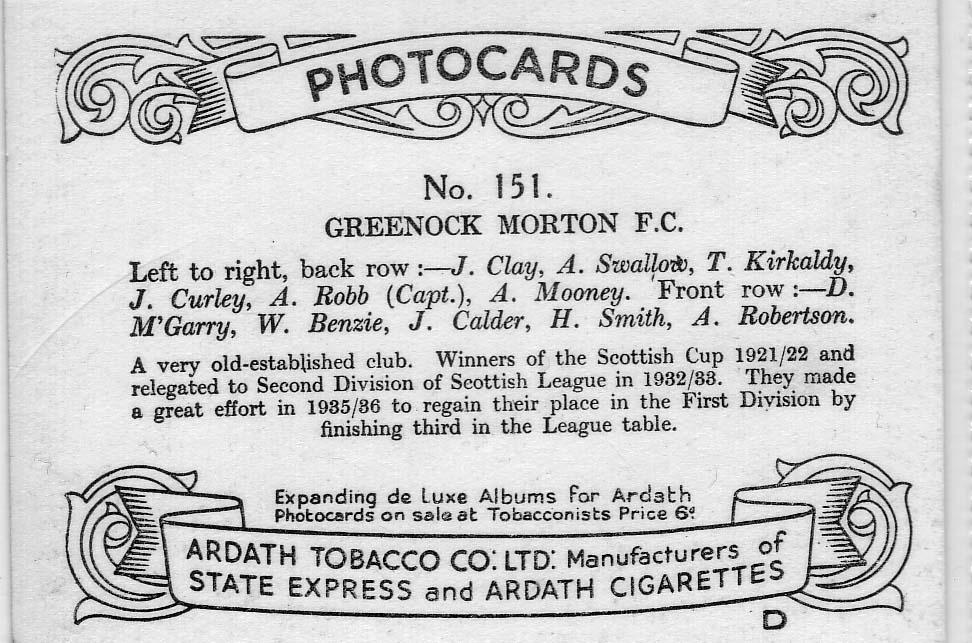 PHOTOCARDS
No. 151.
GREENOCK MORTON F.C.
Left to right, back row :—J. Clay, A. Swallow, T. Kirkaldy,
J. Curley, A. Robb (Capt.), A. Mooney. Front row :—D.
M'Garry, W. Benzie, J. Calder, H. Smith, A. Robertson.
A very old-established club. Winners of the Scottish Cup 1921/22 and
relegated to Second Division of Scottish League in 1932/33. They made
a great effort in 1935/36 to regain their place in the First Division by
finishing third in the League table.
Expanding de Luxe Albums for Ardath
Photocards on sale at Tobacconists Price 6ᵈ.
ARDATH TOBACCO CO. LTD. Manufacturers of
STATE EXPRESS and ARDATH CIGARETTES
D